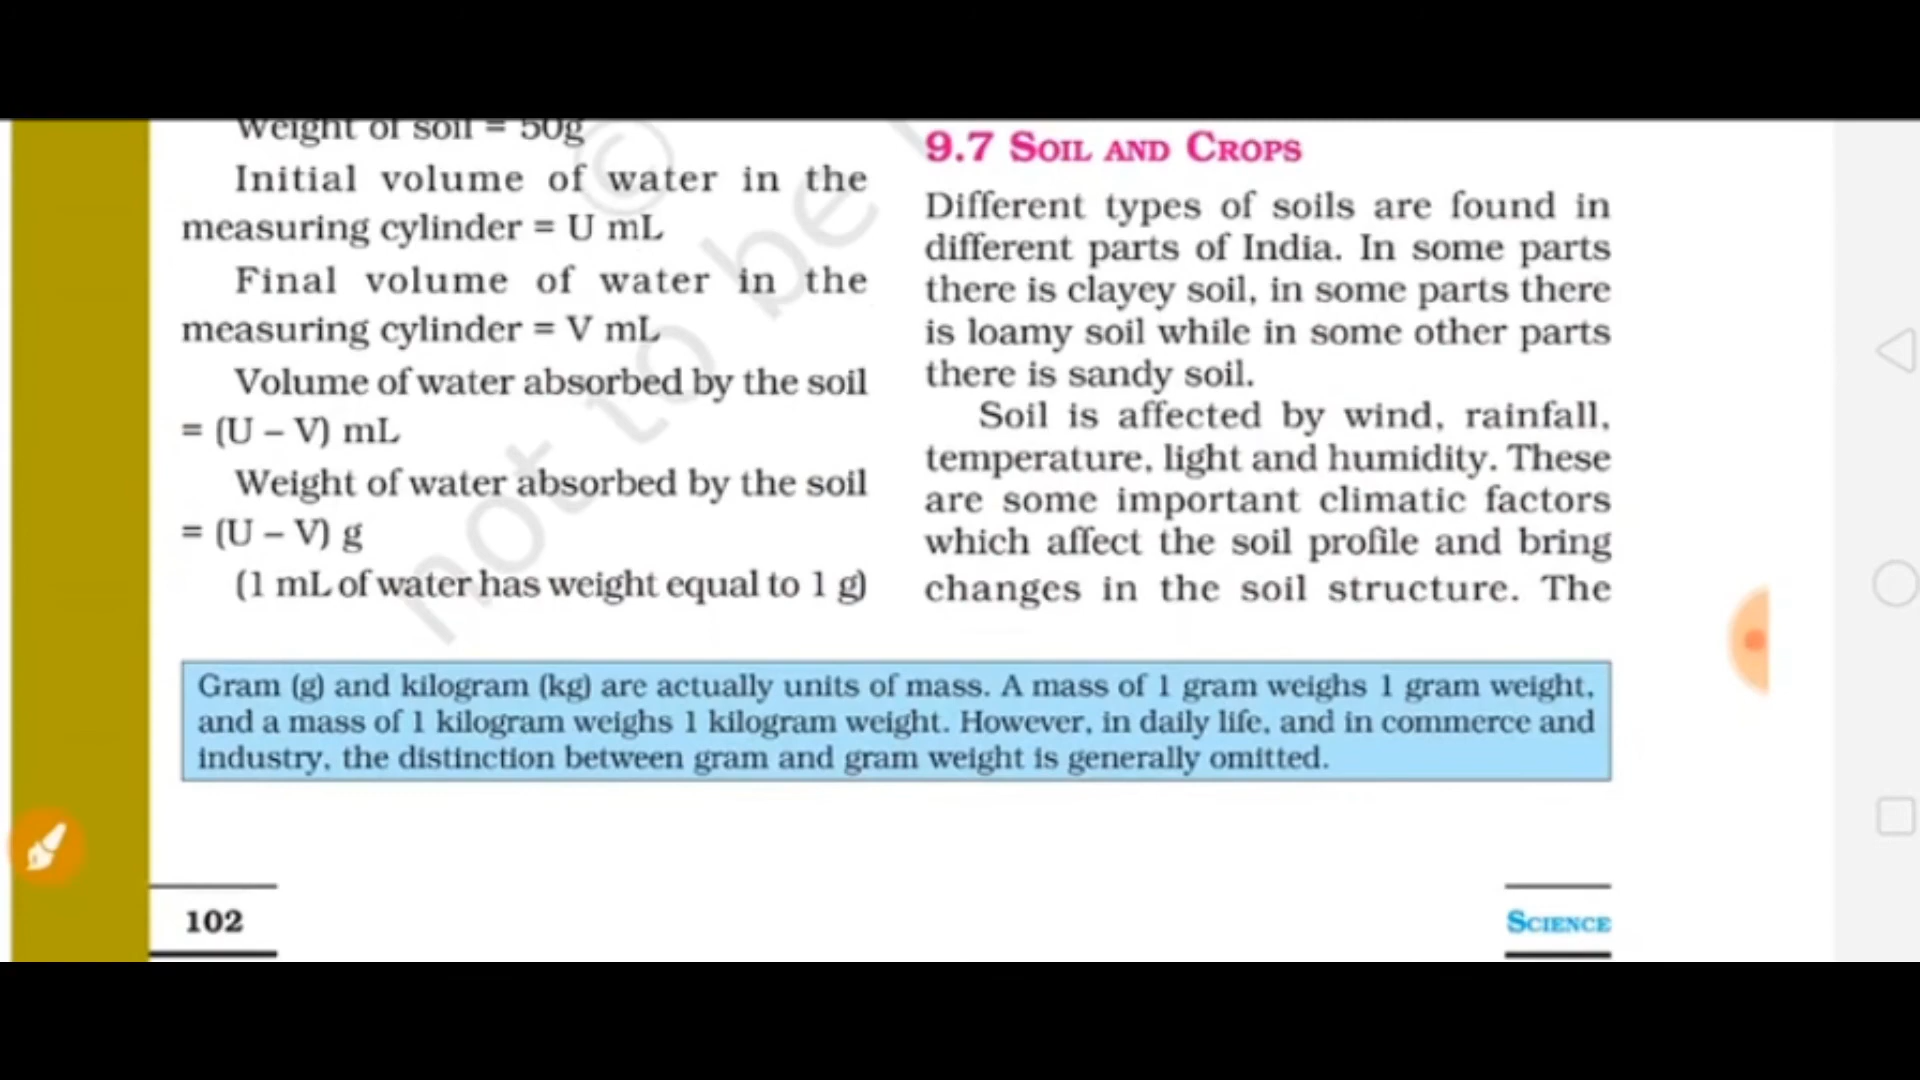 Weight of soil = 50g
Initial volume of water in the
measuring cylinder = U mL
Final volume of water in the
measuring cylinder = V mL
Volume of water absorbed by the soil
= (U – V) mL
Weight of water absorbed by the soil
= (U – V) g
(1 mL of water has weight equal to 1 g)
9.7 SOIL AND CROPS
Different types of soils are found in
different parts of India. In some parts
there is clayey soil, in some parts there
is loamy soil while in some other parts
there is sandy soil.
Soil is affected by wind, rainfall,
temperature, light and humidity. These
are some important climatic factors
which affect the soil profile and bring
changes in the soil structure. The
Gram (g) and kilogram (kg) are actually units of mass. A mass of 1 gram weighs 1 gram weight,
and a mass of 1 kilogram weighs 1 kilogram weight. However, in daily life, and in commerce and
industry, the distinction between gram and gram weight is generally omitted.
102
SCIENCE
©
not to be